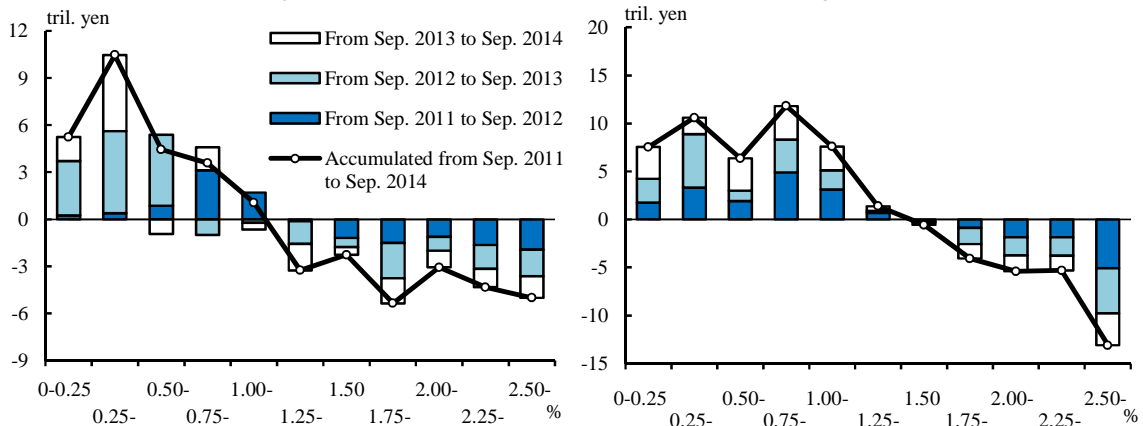 tril. yen
12
9
6
3
0
-3
-6
-9
From Sep. 2013 to Sep. 2014
From Sep. 2012 to Sep. 2013
From Sep. 2011 to Sep. 2012
Accumulated from Sep. 2011
to Sep. 2014
0-0.25 0.50- 1.00- 1.50 2.00- 2.50-
0.25- 0.75- 1.25- 1.75- 2.25- %
tril. yen
20
15
10
5
0
-5
-10
-15
0-0.25 0.50- 1.00- 1.50 2.00- 2.50-
0.25- 0.75- 1.25- 1.75- 2.25- %